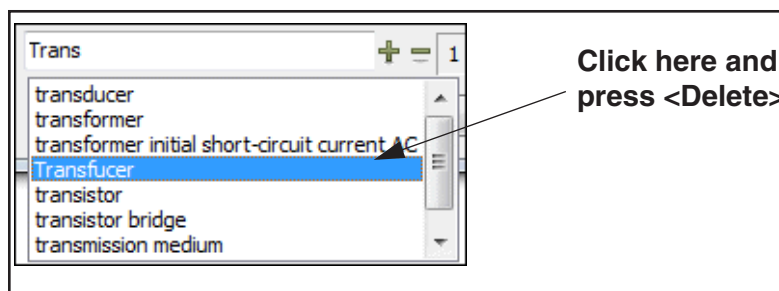 Trans
1
transducer
transformer
transformer initial short-circuit current AC
Transfucer
transistor
transistor bridge
transmission medium
Click here and
press <Delete>